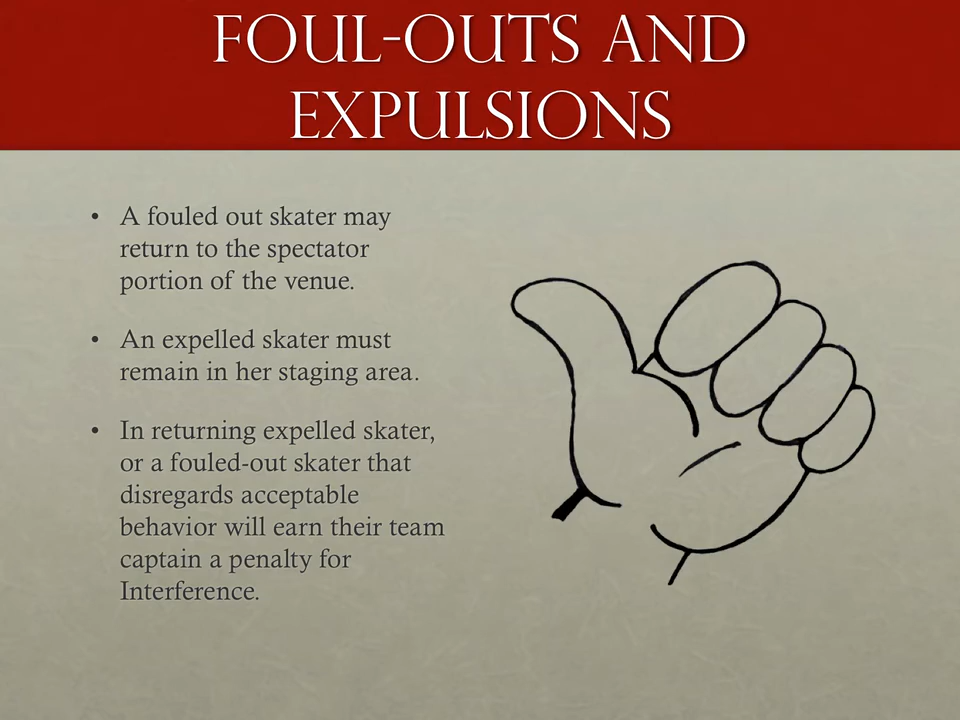 FOUL-OUTS AND
EXPULSIONS
• A fouled out skater may
return to the spectator
portion of the venue.
• An expelled skater must
remain in her staging area.
• In returning expelled skater,
or a fouled-out skater that
disregards acceptable
behavior will earn their team
captain a penalty for
Interference.